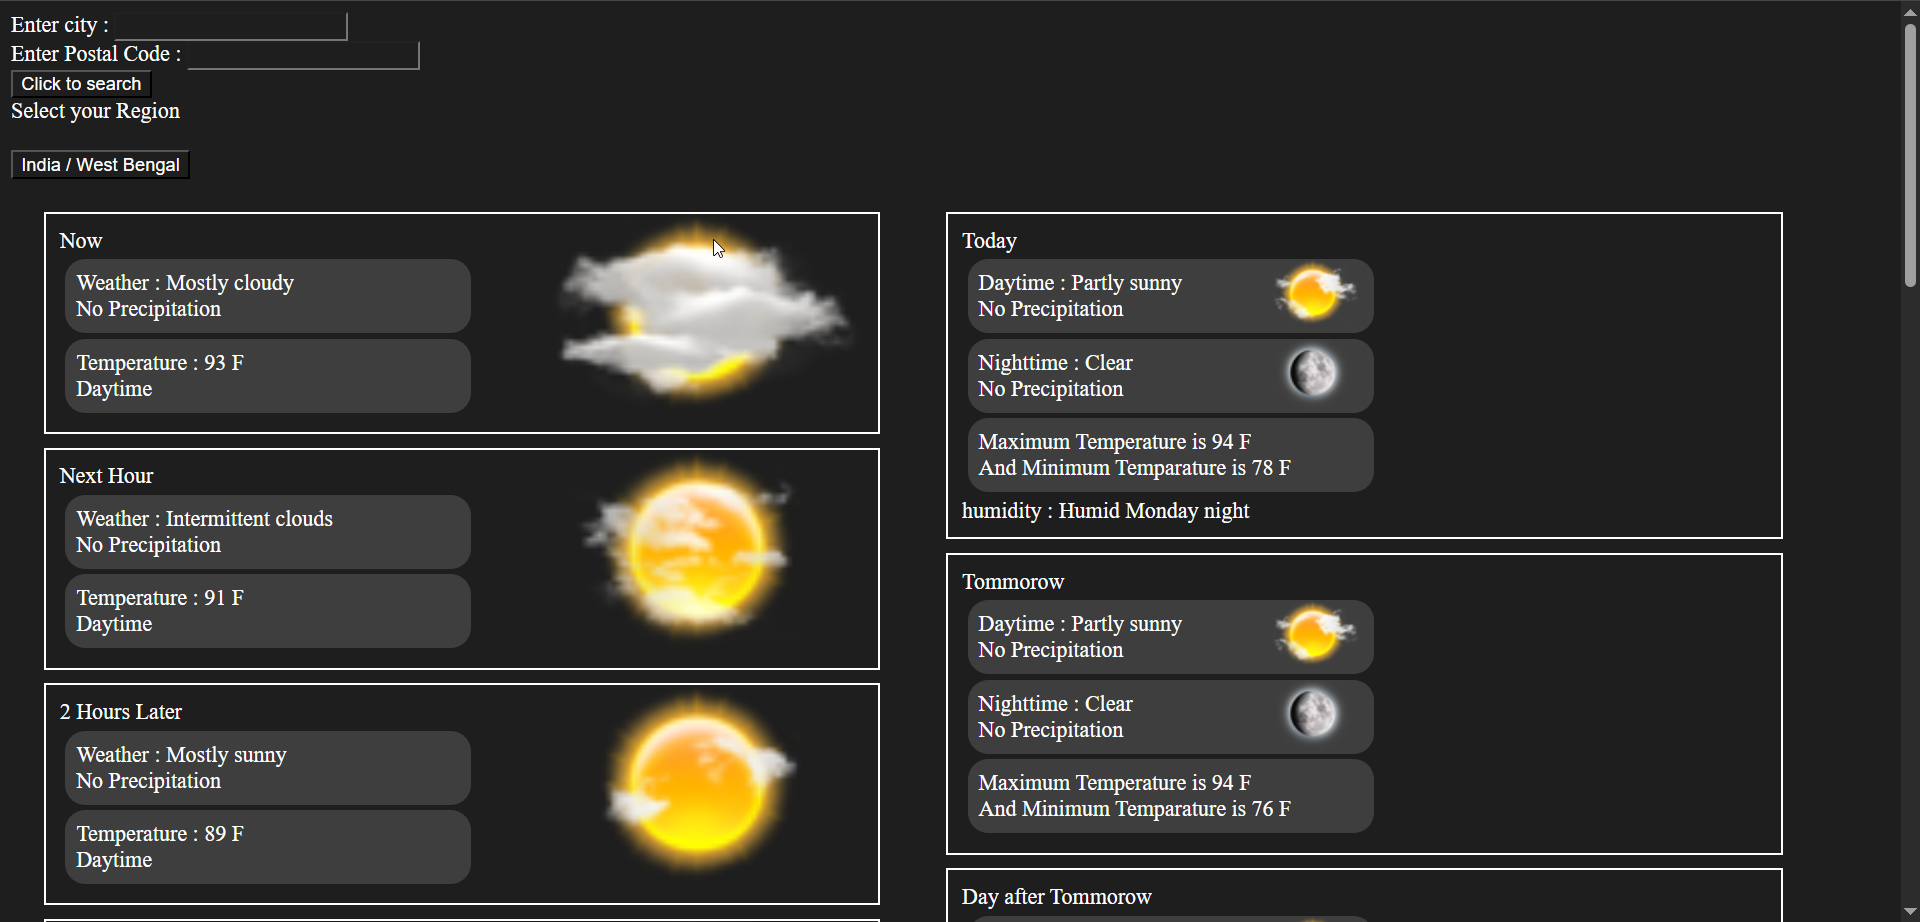 Enter city :
Enter Postal Code :
Click to search
Select your Region
India / West Bengal
Now
Weather : Mostly cloudy
No Precipitation
Temperature : 93 F
Daytime
Next Hour
Weather : Intermittent clouds
No Precipitation
Temperature : 91 F
Daytime
2 Hours Later
Weather : Mostly sunny
No Precipitation
Temperature : 89 F
Daytime
Today
Daytime : Partly sunny
No Precipitation
Nighttime : Clear
No Precipitation
Maximum Temperature is 94 F
And Minimum Temparature is 78 F
humidity : Humid Monday night
Tommorow
Daytime : Partly sunny
No Precipitation
Nighttime : Clear
No Precipitation
Maximum Temperature is 94 F
And Minimum Temparature is 76 F
Day after Tommorow